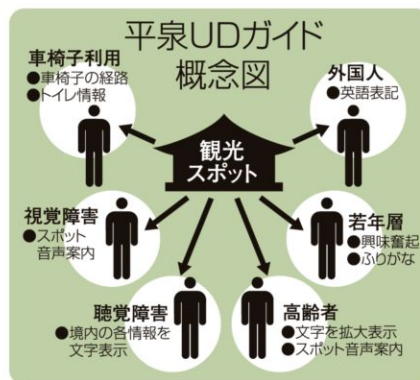 平泉UDガイド
概念図
車椅子利用
●車椅子の経路
●トイレ情報
外国人
●英語表記
観光
スポット
視覚障害
●スポット
音声案内
若年層
●興味奮起
●ふりがな
聴覚障害
●境内の各情報を
文字表示
高齢者
●文字を拡大表示
●スポット音声案内